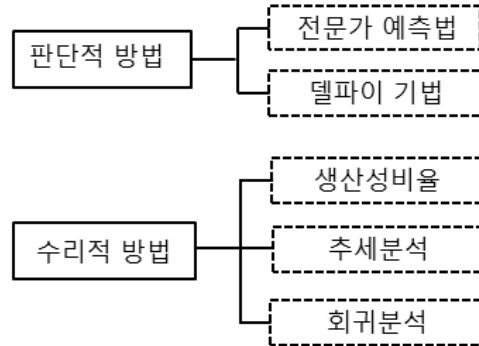 전문가 예측법
판단적 방법
델파이 기법
생산성비율
수리적 방법
추세분석
회귀분석